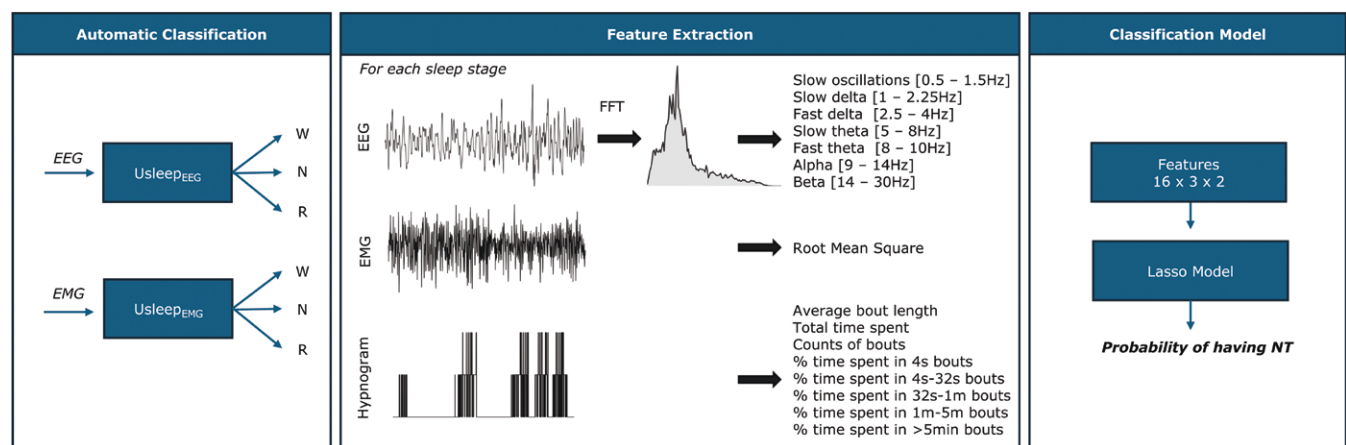 Automatic Classification
EEG
Usleep_EEG
W
N
R
EMG
Usleep_EMG
W
N
R
Feature Extraction
For each sleep stage
EEG
FFT
Slow oscillations [0.5 – 1.5Hz]
Slow delta [1 – 2.25Hz]
Fast delta [2.5 – 4Hz]
Slow theta [5 – 8Hz]
Fast theta [8 – 10Hz]
Alpha [9 – 14Hz]
Beta [14 – 30Hz]
EMG
Root Mean Square
Hypnogram
Average bout length
Total time spent
Counts of bouts
% time spent in 4s bouts
% time spent in 4s-32s bouts
% time spent in 32s-1m bouts
% time spent in 1m-5m bouts
% time spent in >5min bouts
Classification Model
Features
16 x 3 x 2
Lasso Model
Probability of having NT